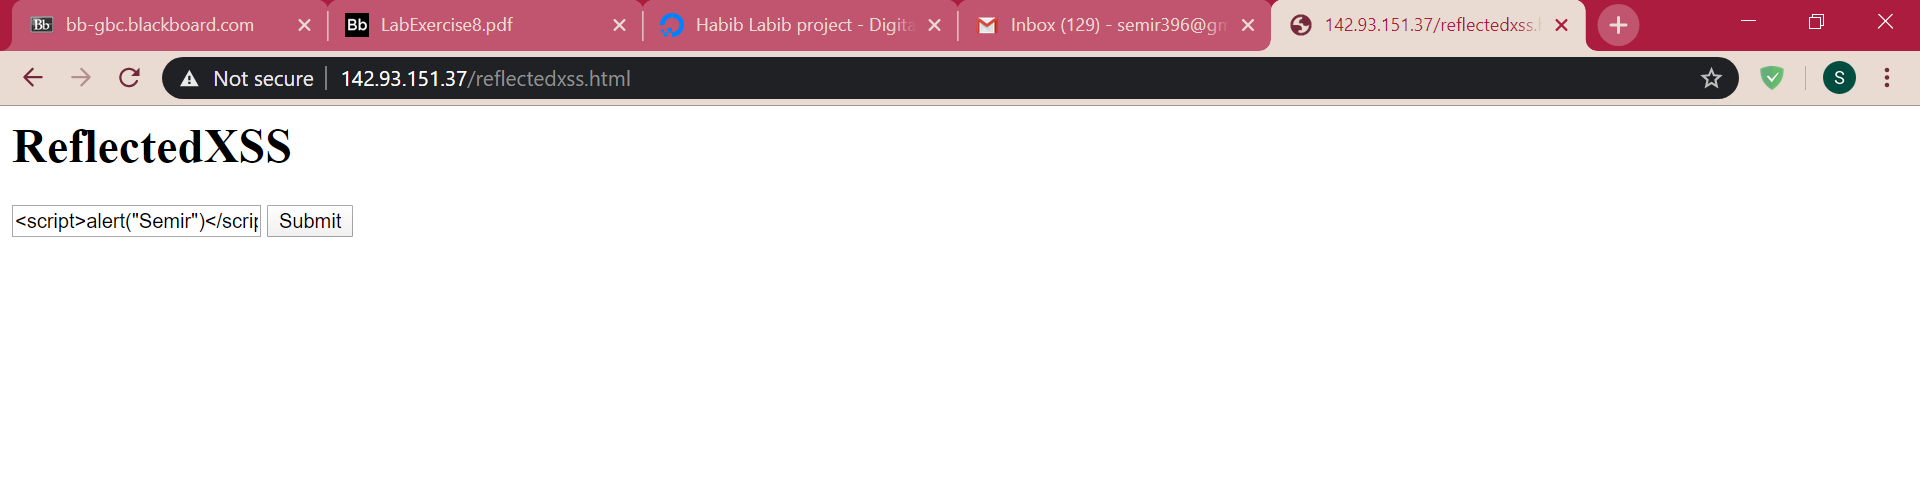 Bb bb-gbc.blackboard.com
Bb LabExercise8.pdf
Habib Labib project - Digita
Inbox (129) - semir396@gm
142.93.151.37/reflectedxss.
Not secure
142.93.151.37/reflectedxss.html
S
ReflectedXSS
<script>alert("Semir")</scrip
Submit